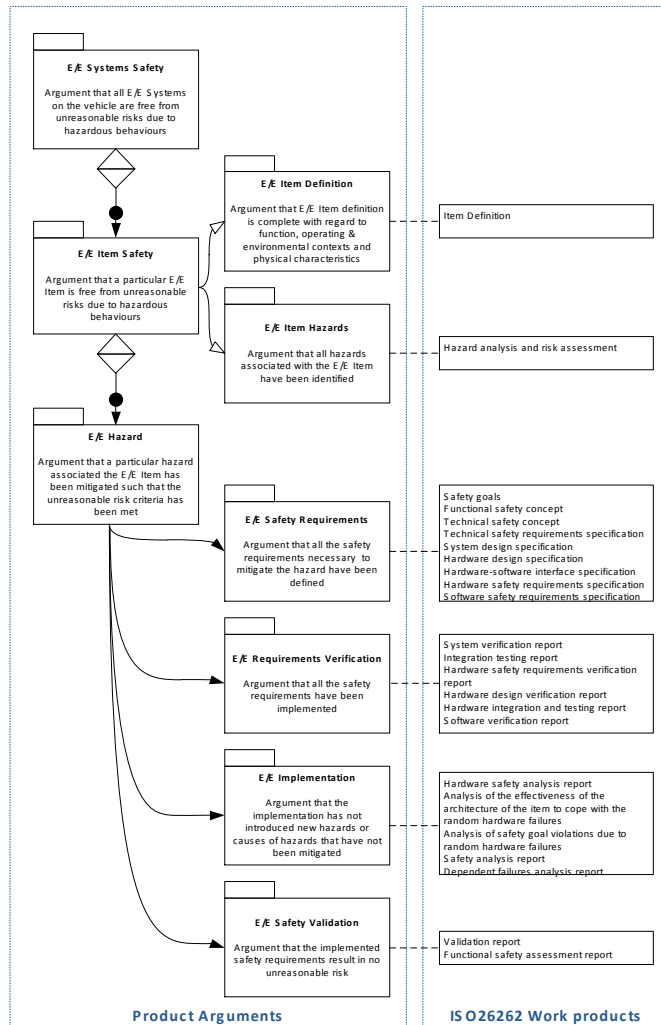 E/E Systems Safety
Argument that all E/E Systems
on the vehicle are free from
unreasonable risks due to
hazardous behaviours
E/E Item Definition
Argument that E/E Item definition
is complete with regard to
function, operating &
environmental contexts and
physical characteristics
Item Definition
E/E Item Safety
Argument that a particular E/E
Item is free from unreasonable
risks due to hazardous
behaviours
E/E Item Hazards
Argument that all hazards
associated with the E/E Item
have been identified
Hazard analysis and risk assessment
E/E Hazard
Argument that a particular hazard
associated the E/E Item has
been mitigated such that the
unreasonable risk criteria has
been met
E/E Safety Requirements
Argument that all the safety
requirements necessary to
mitigate the hazard have been
defined
Safety goals
Functional safety concept
Technical safety concept
Technical safety requirements specification
System design specification
Hardware design specification
Hardware-software interface specification
Hardware safety requirements specification
Software safety requirements specification
E/E Requirements Verification
Argument that all the safety
requirements have been
implemented
System verification report
Integration testing report
Hardware safety requirements verification
report
Hardware design verification report
Hardware integration and testing report
Software verification report
E/E Implementation
Argument that the
implementation has not
introduced new hazards or
causes of hazards that have not
been mitigated
Hardware safety analysis report
Analysis of the effectiveness of the
architecture of the item to cope with the
random hardware failures
Analysis of safety goal violations due to
random hardware failures
Safety analysis report
Dependent failures analysis report
E/E Safety Validation
Argument that the implemented
safety requirements result in no
unreasonable risk
Validation report
Functional safety assessment report
Product Arguments
ISO26262 Work products